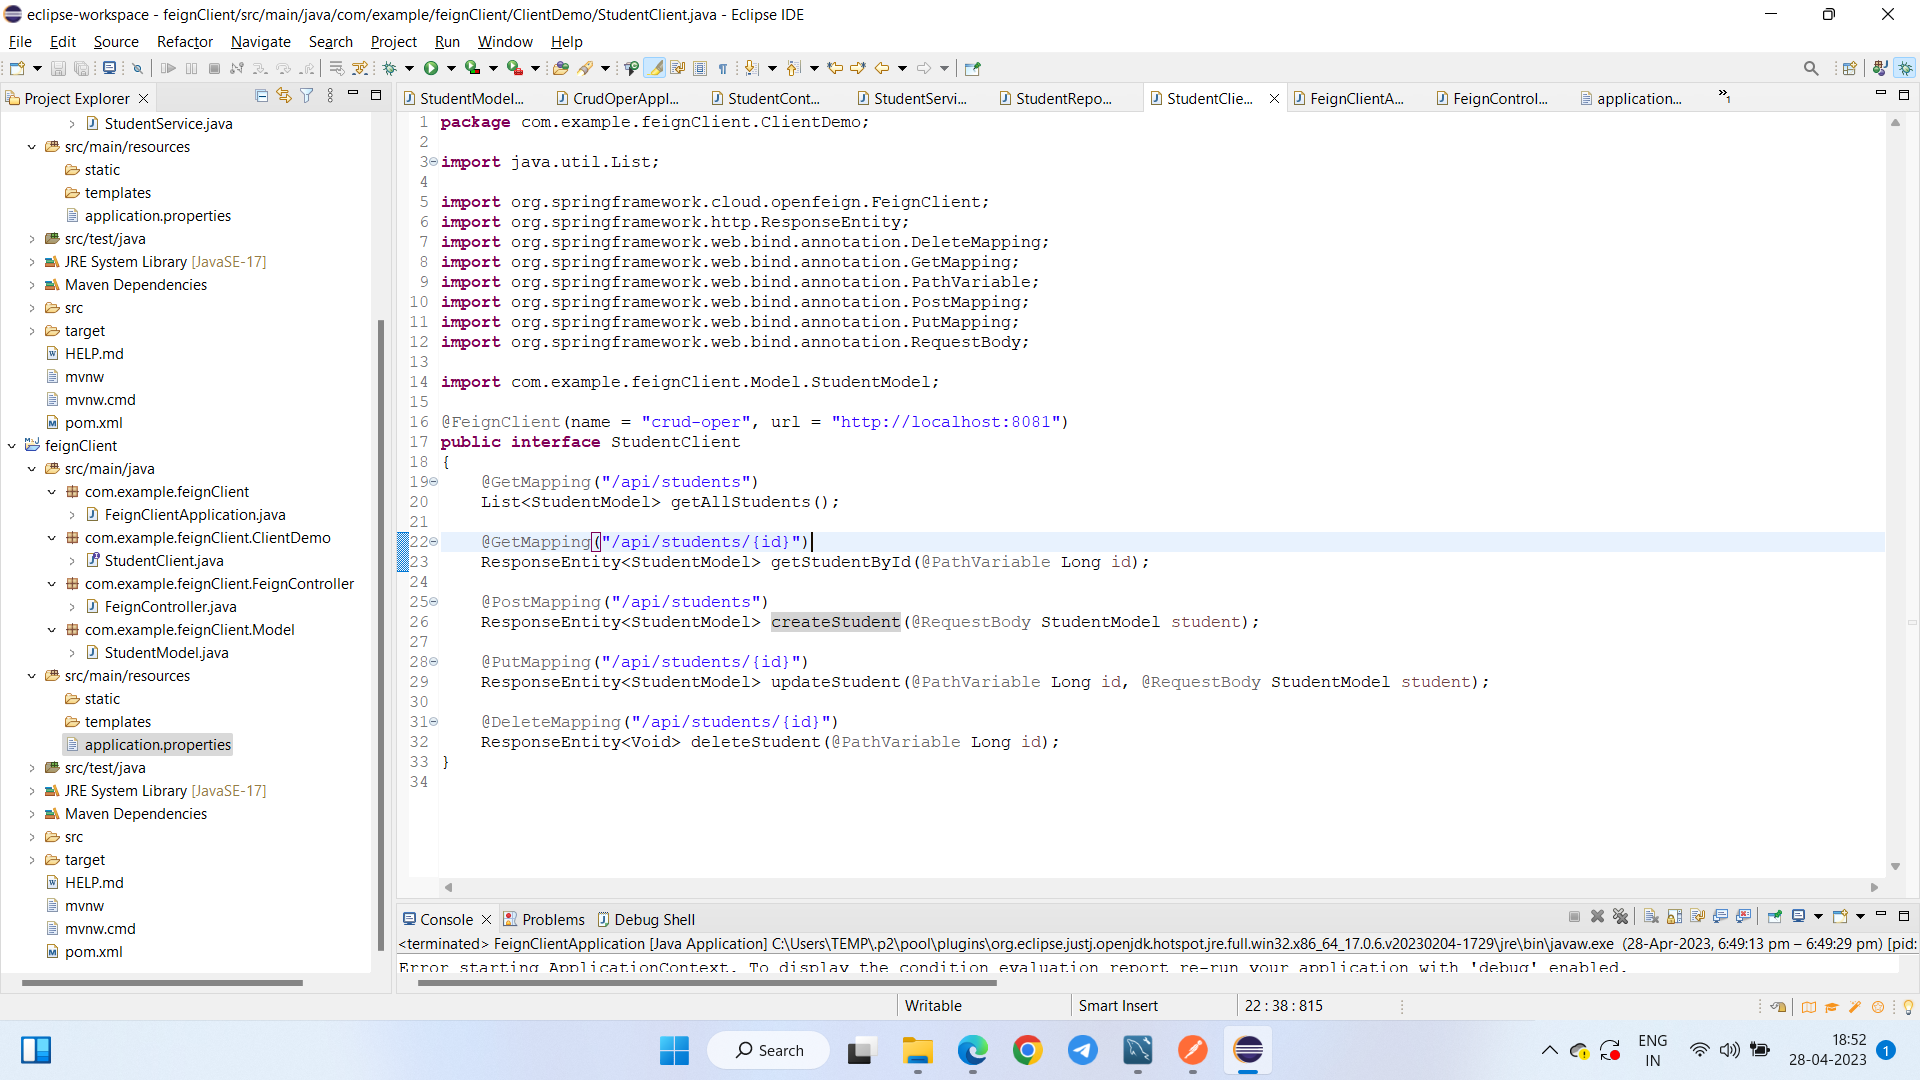 eclipse-workspace - feignClient/src/main/java/com/example/feignClient/ClientDemo/StudentClient.java - Eclipse IDE
File Edit Source Refactor Navigate Search Project Run Window Help
Project Explorer
StudentService.java
src/main/resources
static
templates
application.properties
src/test/java
JRE System Library [JavaSE-17]
Maven Dependencies
src
target
HELP.md
mvnw
mvnw.cmd
pom.xml
feignClient
src/main/java
com.example.feignClient
FeignClientApplication.java
com.example.feignClient.ClientDemo
StudentClient.java
com.example.feignClient.FeignController
FeignController.java
com.example.feignClient.Model
StudentModel.java
src/main/resources
static
templates
application.properties
src/test/java
JRE System Library [JavaSE-17]
Maven Dependencies
src
target
HELP.md
mvnw
mvnw.cmd
pom.xml
StudentModel... CrudOperAppl... StudentCont... StudentServi... StudentRepo... StudentClie... FeignClientA... FeignControl... application... »1
1 package com.example.feignClient.ClientDemo;
2
3 import java.util.List;
4
5 import org.springframework.cloud.openfeign.FeignClient;
6 import org.springframework.http.ResponseEntity;
7 import org.springframework.web.bind.annotation.DeleteMapping;
8 import org.springframework.web.bind.annotation.GetMapping;
9 import org.springframework.web.bind.annotation.PathVariable;
10 import org.springframework.web.bind.annotation.PostMapping;
11 import org.springframework.web.bind.annotation.PutMapping;
12 import org.springframework.web.bind.annotation.RequestBody;
13
14 import com.example.feignClient.Model.StudentModel;
15
16 @FeignClient(name = "crud-oper", url = "http://localhost:8081")
17 public interface StudentClient
18 {
19 @GetMapping("/api/students")
20 List<StudentModel> getAllStudents();
21
22 @GetMapping("/api/students/{id}")
23 ResponseEntity<StudentModel> getStudentById(@PathVariable Long id);
24
25 @PostMapping("/api/students")
26 ResponseEntity<StudentModel> createStudent(@RequestBody StudentModel student);
27
28 @PutMapping("/api/students/{id}")
29 ResponseEntity<StudentModel> updateStudent(@PathVariable Long id, @RequestBody StudentModel student);
30
31 @DeleteMapping("/api/students/{id}")
32 ResponseEntity<Void> deleteStudent(@PathVariable Long id);
33 }
34
Console Problems Debug Shell
<terminated> FeignClientApplication [Java Application] C:\Users\TEMP\.p2\pool\plugins\org.eclipse.justj.openjdk.hotspot.jre.full.win32.x86_64_17.0.6.v20230204-1729\jre\bin\javaw.exe (28-Apr-2023, 6:49:13 pm – 6:49:29 pm) [pid:
Error starting ApplicationContext. To display the condition evaluation report re-run your application with 'debug' enabled.
Writable Smart Insert 22 : 38 : 815
Search
ENG
IN
18:52
28-04-2023
1